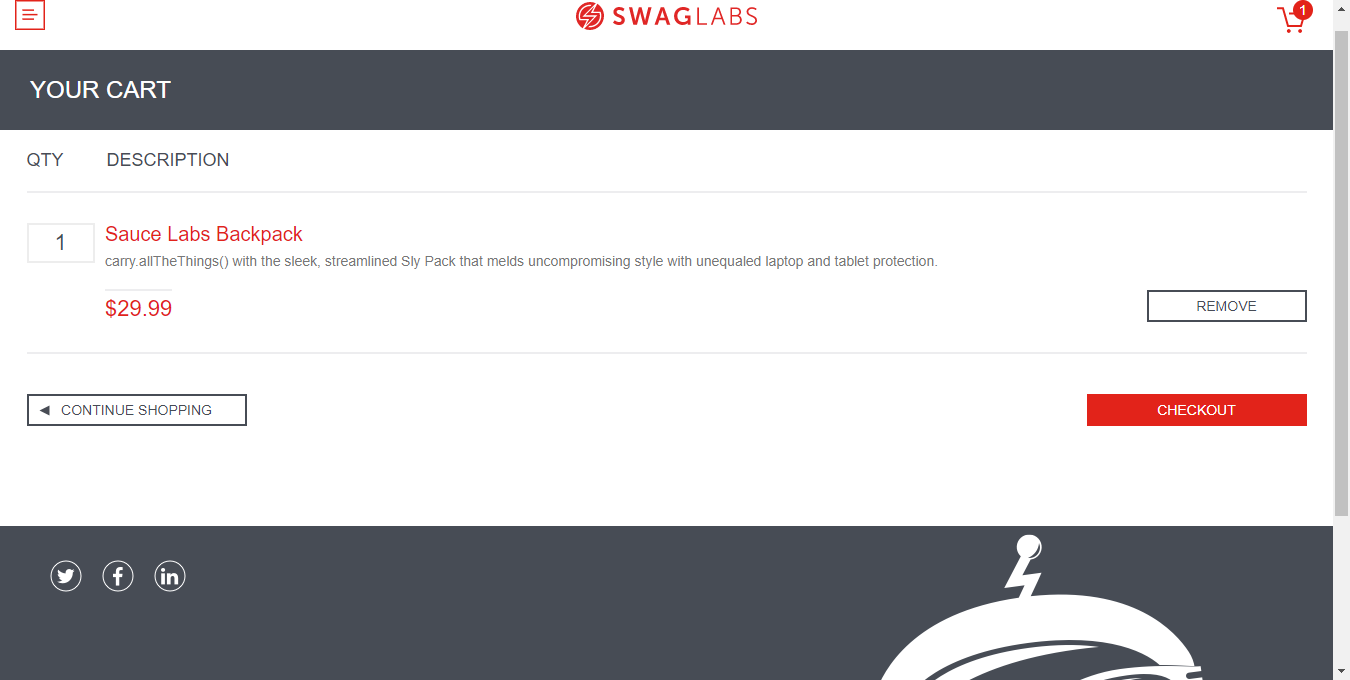 SWAGLABS
1
YOUR CART
QTY DESCRIPTION
1 Sauce Labs Backpack
carry.allTheThings() with the sleek, streamlined Sly Pack that melds uncompromising style with unequaled laptop and tablet protection.
$29.99 REMOVE
CONTINUE SHOPPING CHECKOUT